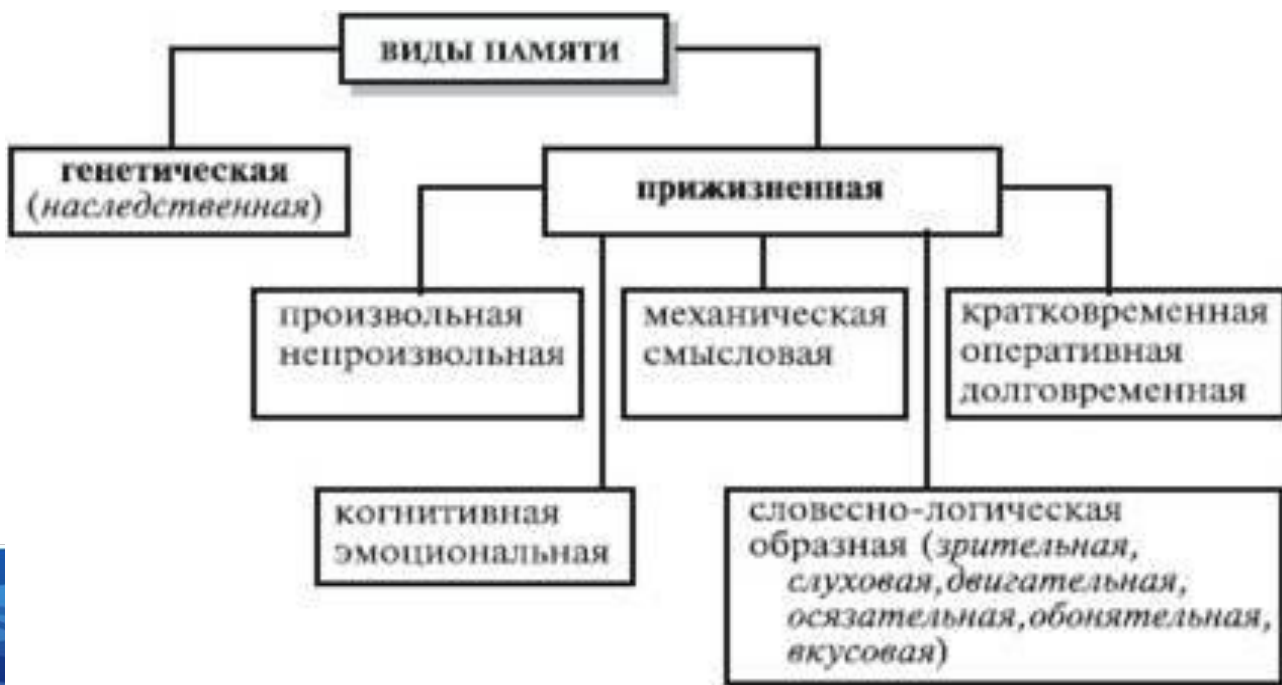 ВИДЫ ПАМЯТИ
генетическая
(наследственная)
прижизненная
произвольная
непроизвольная
механическая
смысловая
кратковременная
оперативная
долговременная
когнитивная
эмоциональная
словесно-логическая
образная (зрительная,
слуховая,двигательная,
осязательная,обонятельная,
вкусовая)